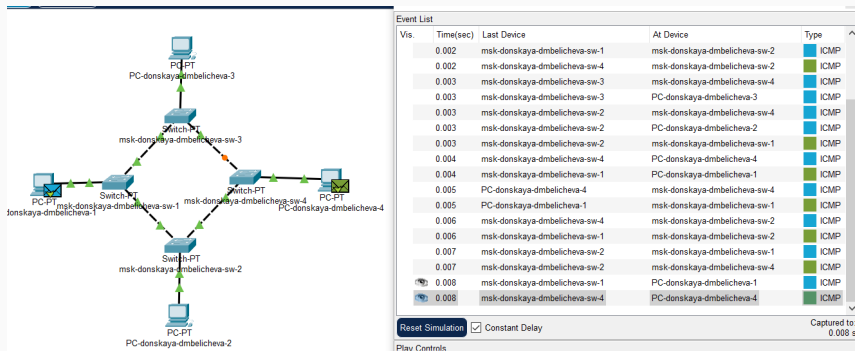 PC-PT
PC-donskaya-dmbelicheva-3
Switch-PT
msk-donskaya-dmbelicheva-sw-3
PC-PT
donskaya-dmbelicheva-1
Switch-PT
msk-donskaya-dmbelicheva-sw-1
Switch-PT
msk-donskaya-dmbelicheva-sw-4
PC-PT
PC-donskaya-dmbelicheva-4
Switch-PT
msk-donskaya-dmbelicheva-sw-2
PC-PT
PC-donskaya-dmbelicheva-2
Event List
Vis. Time(sec) Last Device At Device Type
0.002 msk-donskaya-dmbelicheva-sw-1 msk-donskaya-dmbelicheva-sw-2 ICMP
0.002 msk-donskaya-dmbelicheva-sw-4 msk-donskaya-dmbelicheva-sw-2 ICMP
0.003 msk-donskaya-dmbelicheva-sw-3 msk-donskaya-dmbelicheva-sw-4 ICMP
0.003 msk-donskaya-dmbelicheva-sw-3 PC-donskaya-dmbelicheva-3 ICMP
0.003 msk-donskaya-dmbelicheva-sw-2 msk-donskaya-dmbelicheva-sw-4 ICMP
0.003 msk-donskaya-dmbelicheva-sw-2 PC-donskaya-dmbelicheva-2 ICMP
0.003 msk-donskaya-dmbelicheva-sw-2 msk-donskaya-dmbelicheva-sw-1 ICMP
0.004 msk-donskaya-dmbelicheva-sw-4 PC-donskaya-dmbelicheva-4 ICMP
0.004 msk-donskaya-dmbelicheva-sw-1 PC-donskaya-dmbelicheva-1 ICMP
0.005 PC-donskaya-dmbelicheva-4 msk-donskaya-dmbelicheva-sw-4 ICMP
0.005 PC-donskaya-dmbelicheva-1 msk-donskaya-dmbelicheva-sw-1 ICMP
0.006 msk-donskaya-dmbelicheva-sw-4 msk-donskaya-dmbelicheva-sw-2 ICMP
0.006 msk-donskaya-dmbelicheva-sw-1 msk-donskaya-dmbelicheva-sw-2 ICMP
0.007 msk-donskaya-dmbelicheva-sw-2 msk-donskaya-dmbelicheva-sw-1 ICMP
0.007 msk-donskaya-dmbelicheva-sw-2 msk-donskaya-dmbelicheva-sw-4 ICMP
0.008 msk-donskaya-dmbelicheva-sw-1 PC-donskaya-dmbelicheva-1 ICMP
0.008 msk-donskaya-dmbelicheva-sw-4 PC-donskaya-dmbelicheva-4 ICMP
Reset Simulation Constant Delay Captured to:
0.008 s
Play Controls